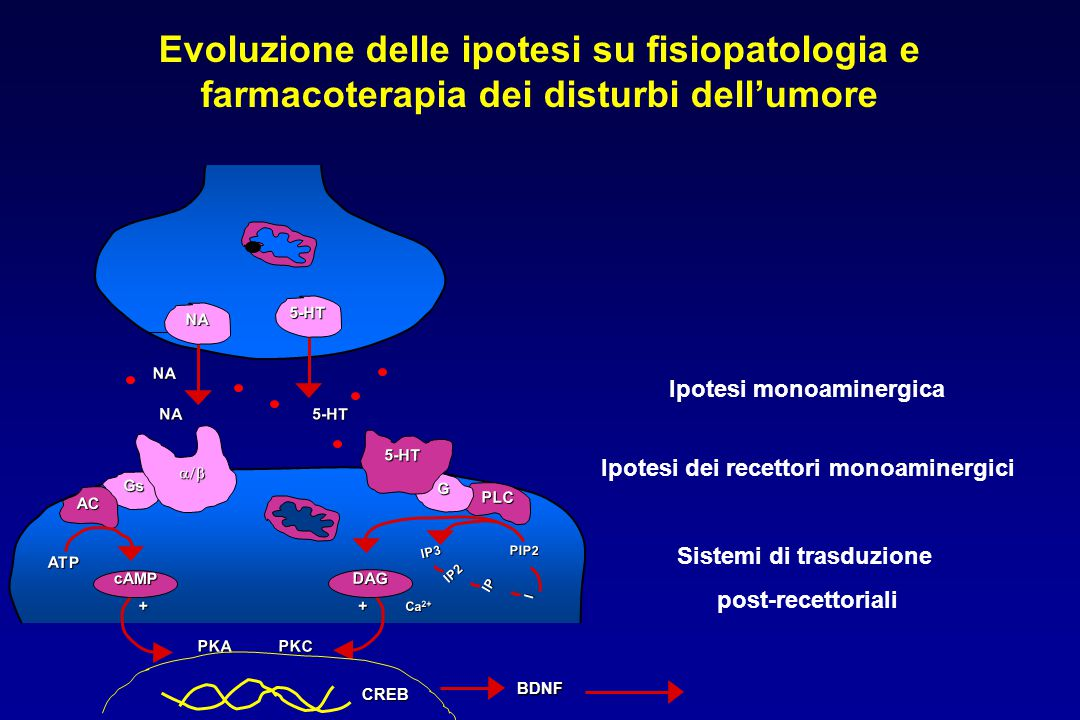 Evoluzione delle ipotesi su fisiopatologia e
farmacoterapia dei disturbi dell’umore
NA
5-HT
NA
NA
5-HT
Ipotesi monoaminergica
α/β
Gs
AC
5-HT
G
PLC
Ipotesi dei recettori monoaminergici
ATP
cAMP
+
DAG
+
IP3
IP2
IP
I
PIP2
Ca2+
Sistemi di trasduzione
post-recettoriali
PKA
PKC
CREB
BDNF